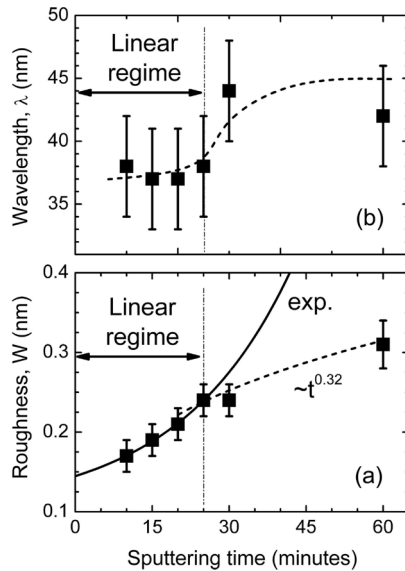 50
45
40
35
Wavelength, λ (nm)
Linear
regime
(b)
0.4
0.3
0.2
0.1
Roughness, W (nm)
Linear
regime
exp.
~t^0.32
(a)
0 15 30 45 60
Sputtering time (minutes)